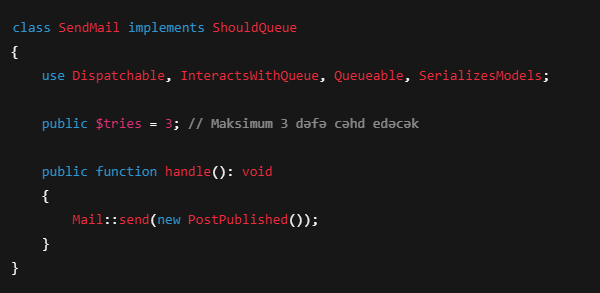 class SendMail implements ShouldQueue
{
    use Dispatchable, InteractsWithQueue, Queueable, SerializesModels;
    public $tries = 3; // Maksimum 3 dəfə cəhd edəcək
    public function handle(): void
    {
        Mail::send(new PostPublished());
    }
}